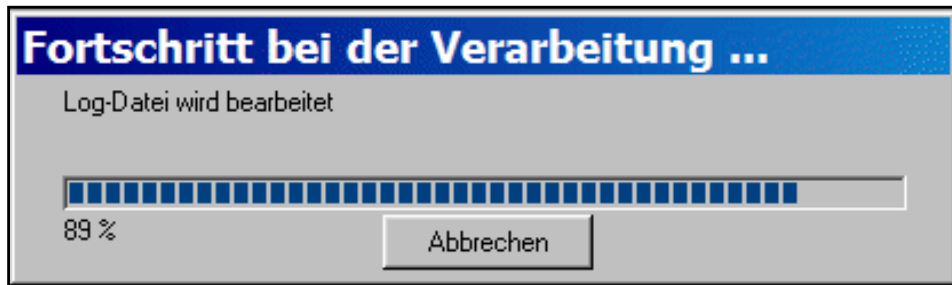 Fortschritt bei der Verarbeitung ...
Log-Datei wird bearbeitet
89 %
Abbrechen